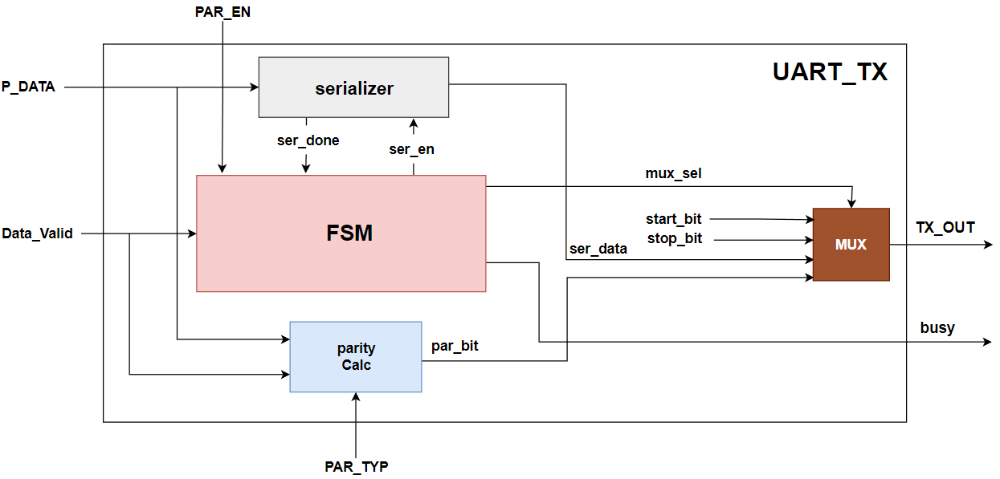 PAR_EN
UART_TX
P_DATA
serializer
ser_done
ser_en
mux_sel
Data_Valid
FSM
start_bit
stop_bit
ser_data
MUX
TX_OUT
busy
parity
Calc
par_bit
PAR_TYP